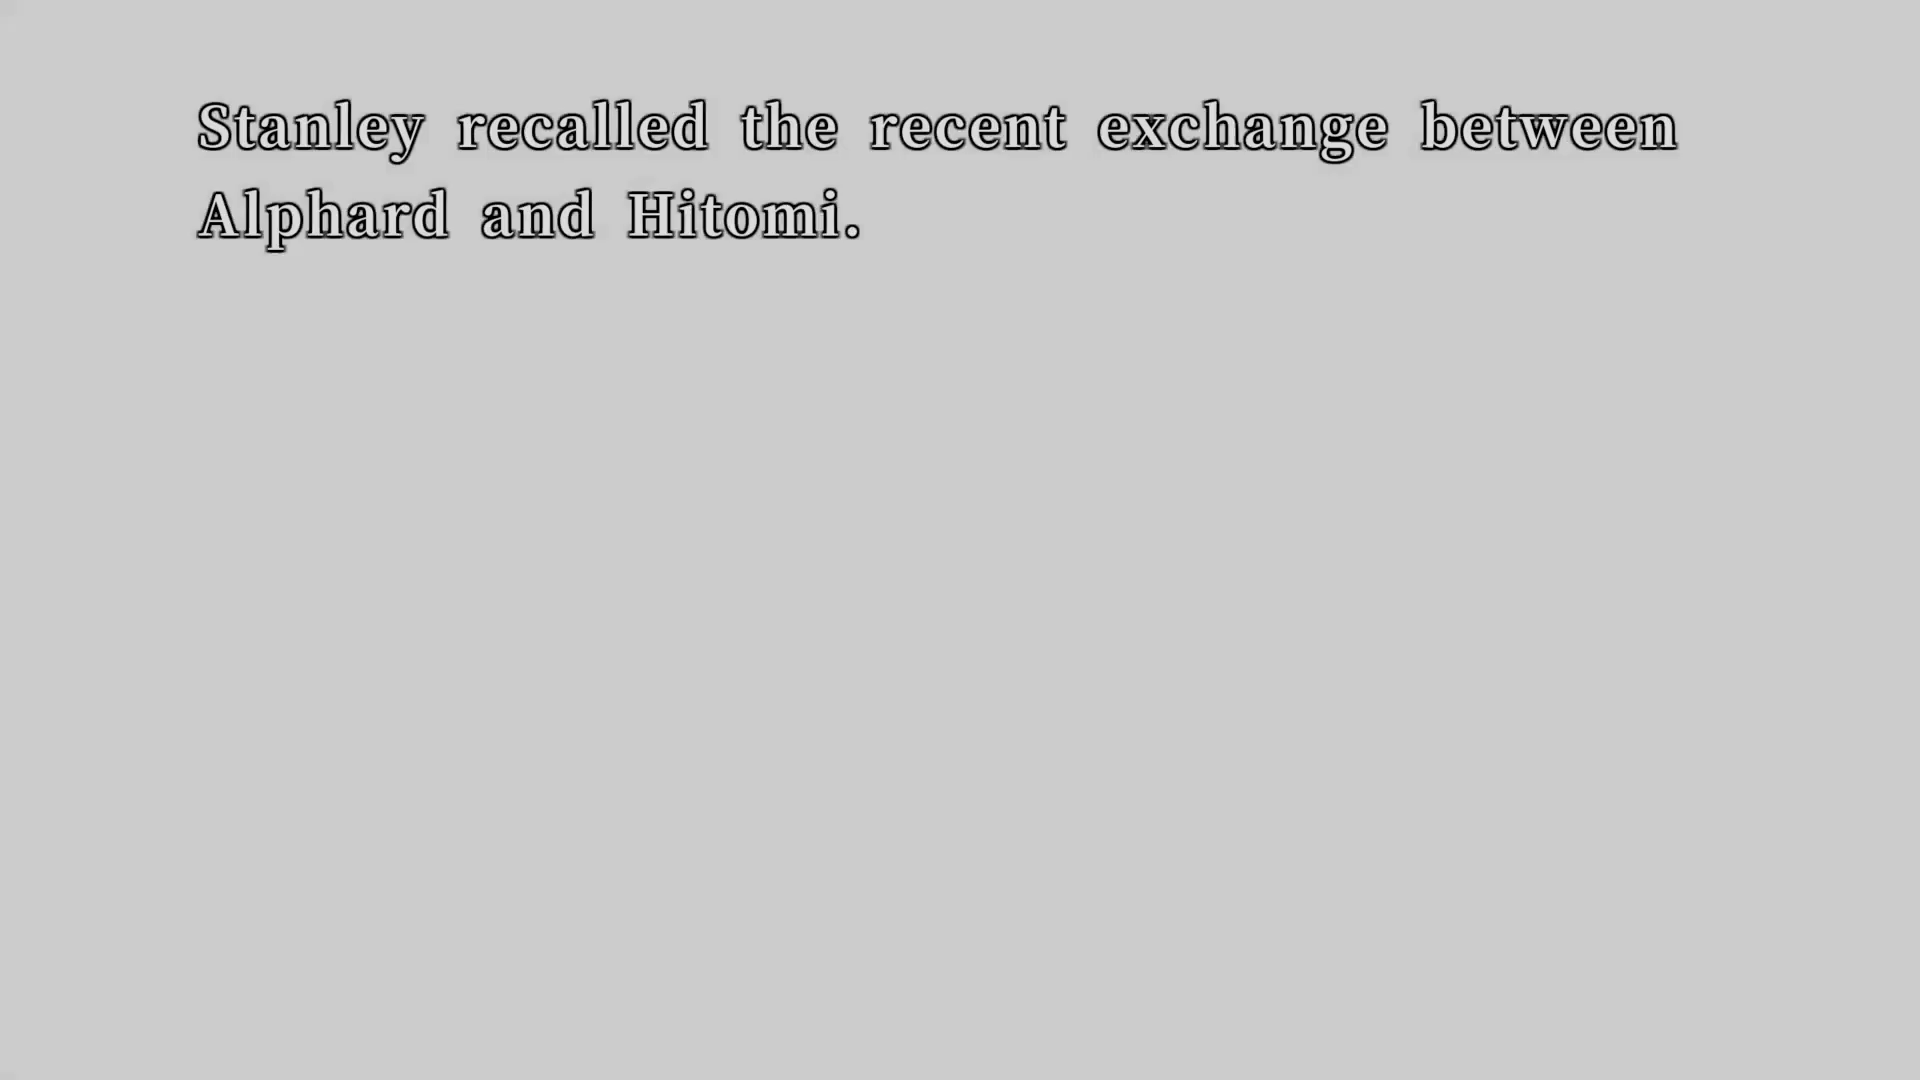 Stanley recalled the recent exchange between
Alphard and Hitomi.